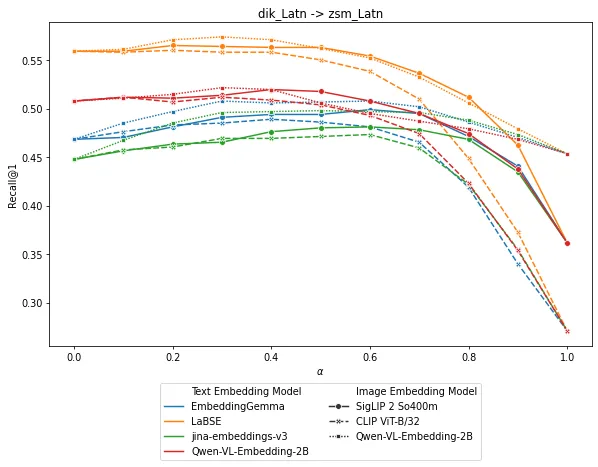 dik_Latn -> zsm_Latn
Recall@1
0.55
0.50
0.45
0.40
0.35
0.30
0.0
0.2
0.4
0.6
0.8
1.0
α
Text Embedding Model
EmbeddingGemma
LaBSE
jina-embeddings-v3
Qwen-VL-Embedding-2B
Image Embedding Model
SigLIP 2 So400m
CLIP ViT-B/32
Qwen-VL-Embedding-2B